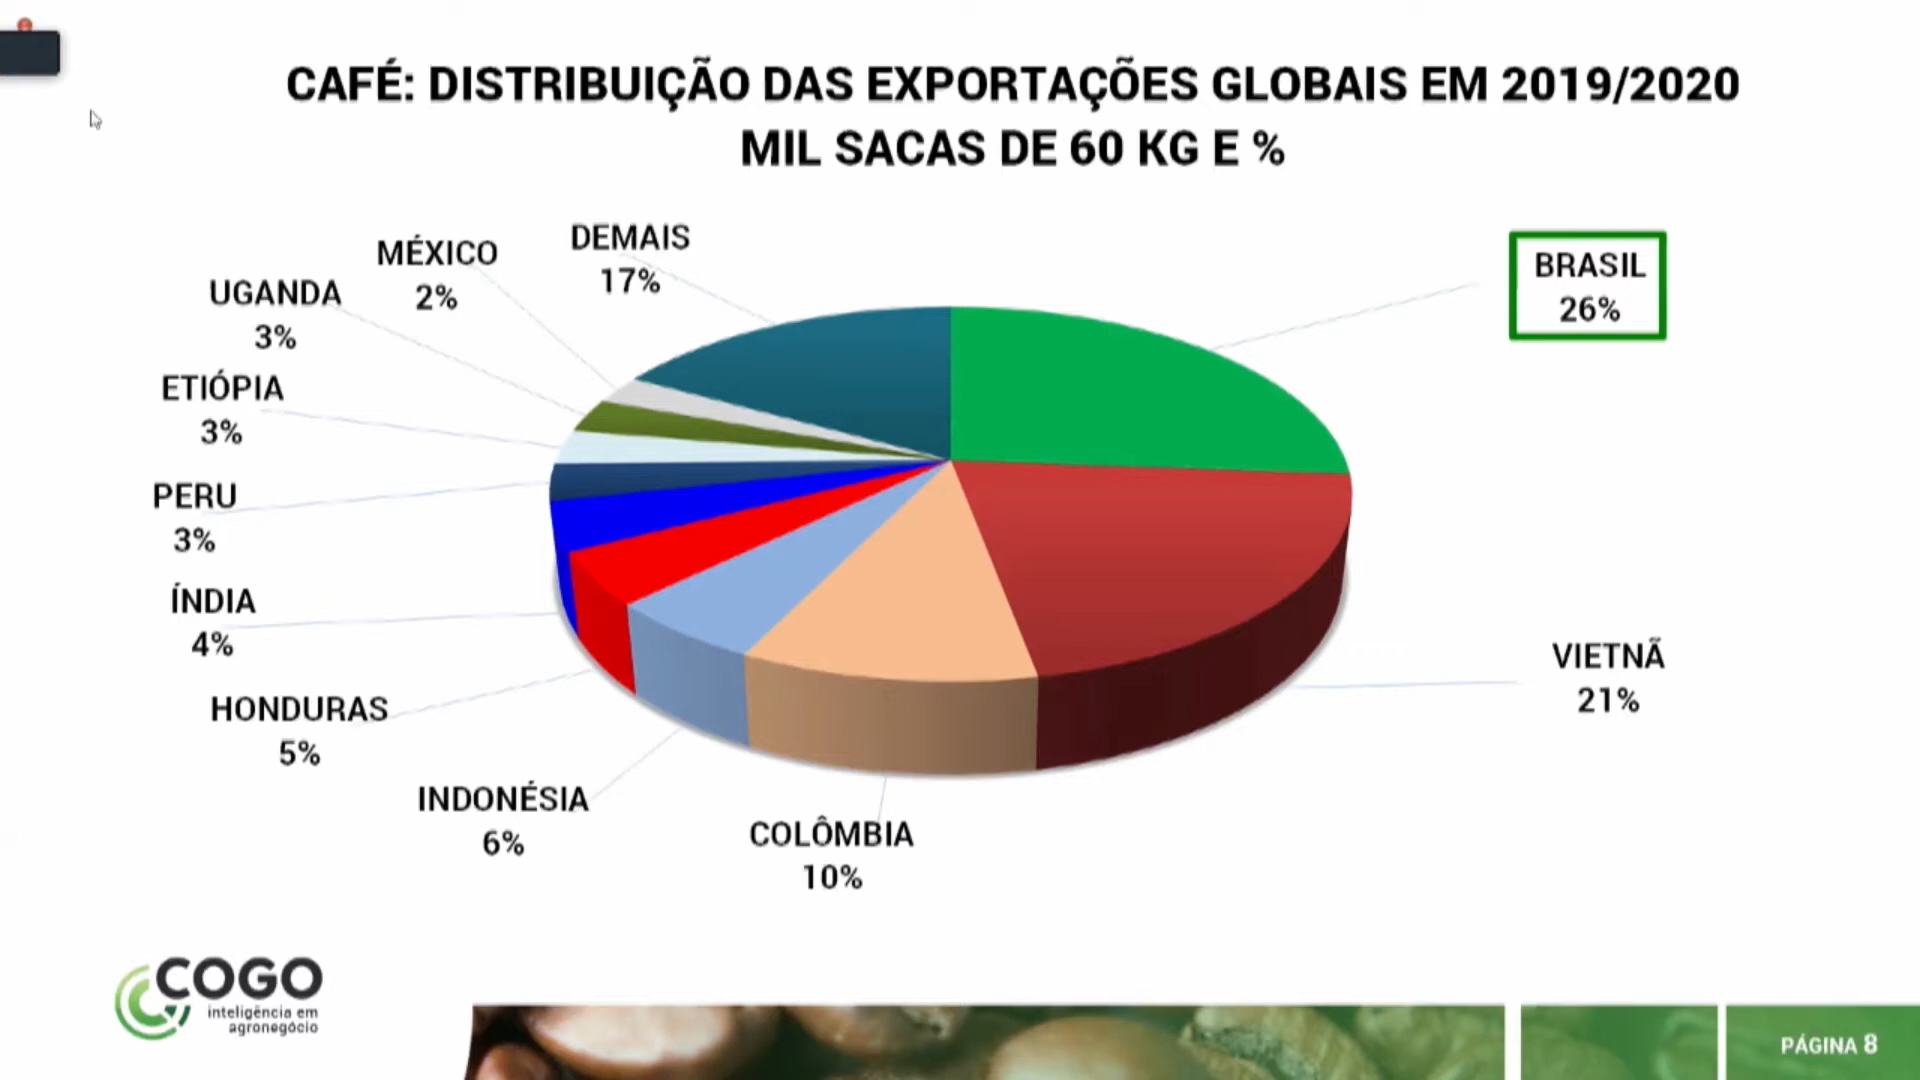 CAFÉ: DISTRIBUIÇÃO DAS EXPORTAÇÕES GLOBAIS EM 2019/2020
MIL SACAS DE 60 KG E %
DEMAIS
17%
MÉXICO
2%
UGANDA
3%
ETIÓPIA
3%
PERU
3%
ÍNDIA
4%
HONDURAS
5%
INDONÉSIA
6%
COLÔMBIA
10%
BRASIL
26%
VIETNÃ
21%
COGO
inteligência em
agronegócio
PÁGINA 8